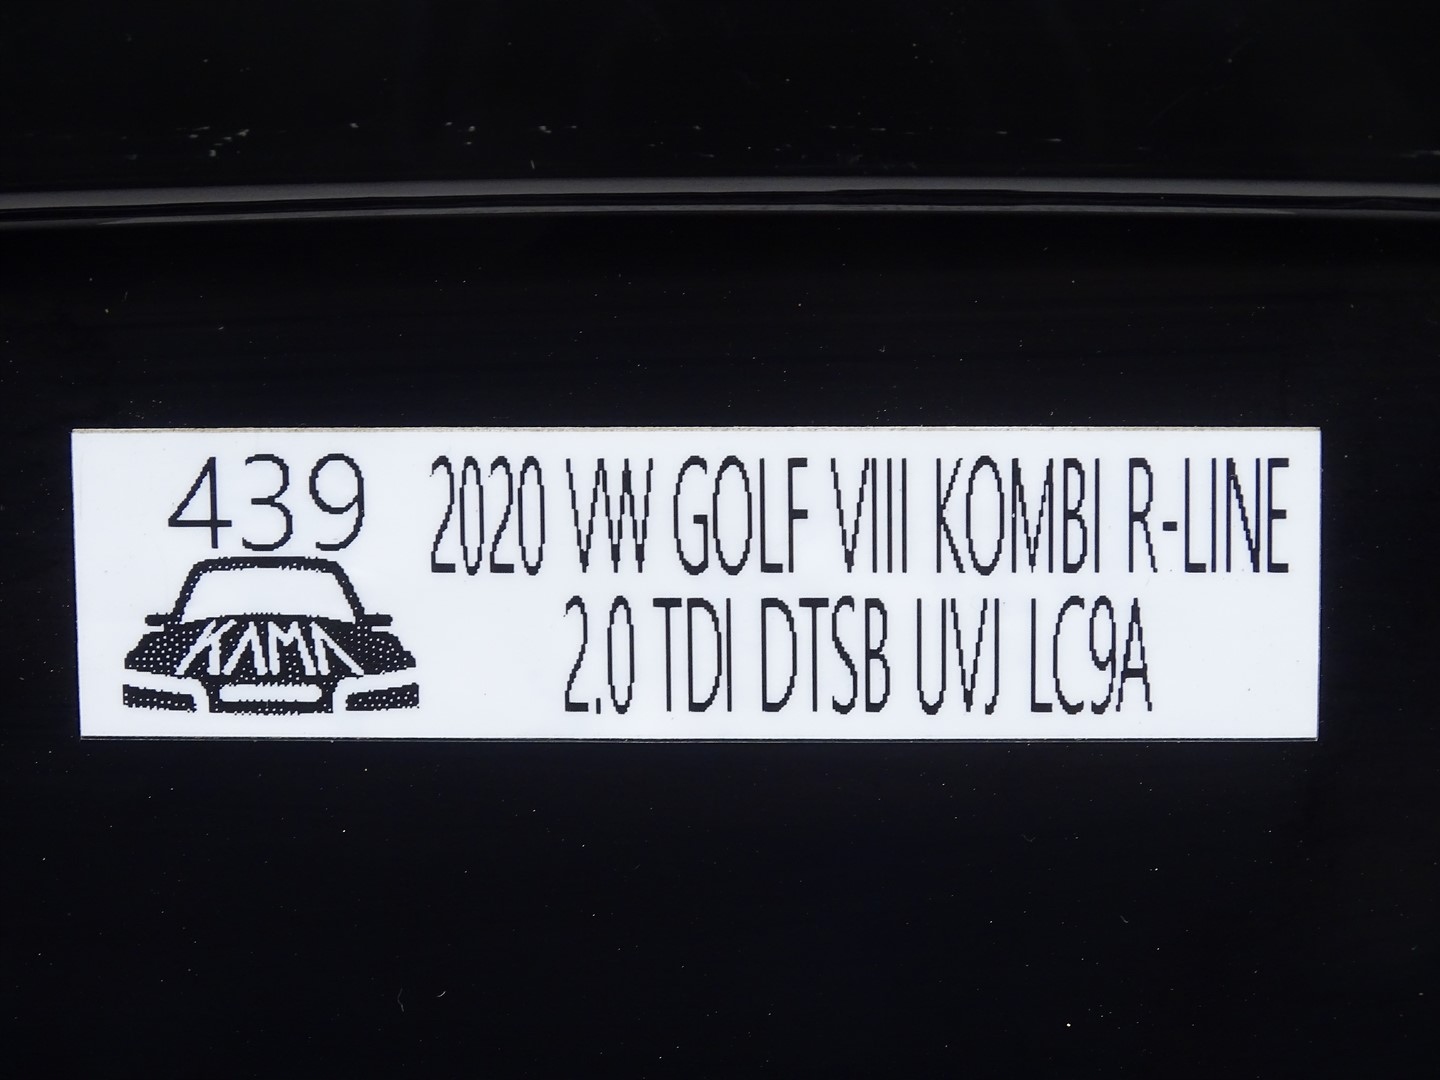 439
KAMA
2020 VW GOLF VIII KOMBI R-LINE
2.0 TDI DTSB UVJ LC9A